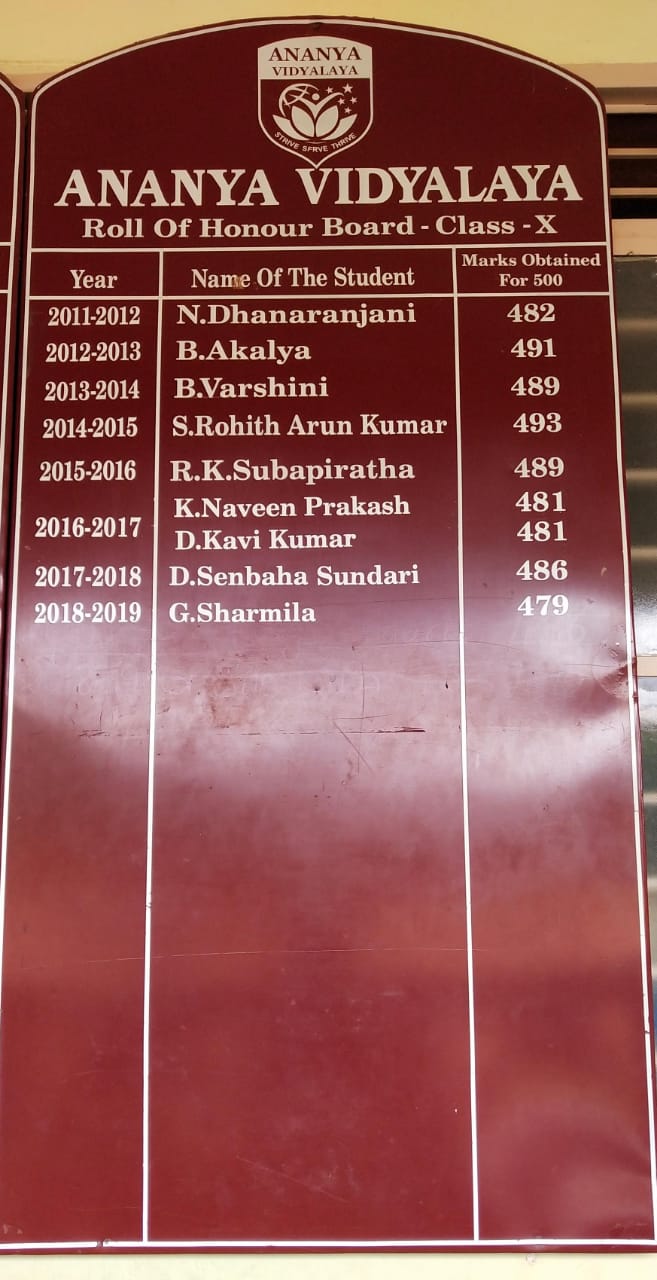 ANANYA
VIDYALAYA
STRIVE SERVE THRIVE
ANANYA VIDYALAYA
Roll Of Honour Board - Class - X
Year Name Of The Student Marks Obtained For 500
2011-2012 N.Dhanaranjani 482
2012-2013 B.Akalya 491
2013-2014 B.Varshini 489
2014-2015 S.Rohith Arun Kumar 493
2015-2016 R.K.Subapiratha 489
2016-2017 K.Naveen Prakash 481
D.Kavi Kumar 481
2017-2018 D.Senbaha Sundari 486
2018-2019 G.Sharmila 479